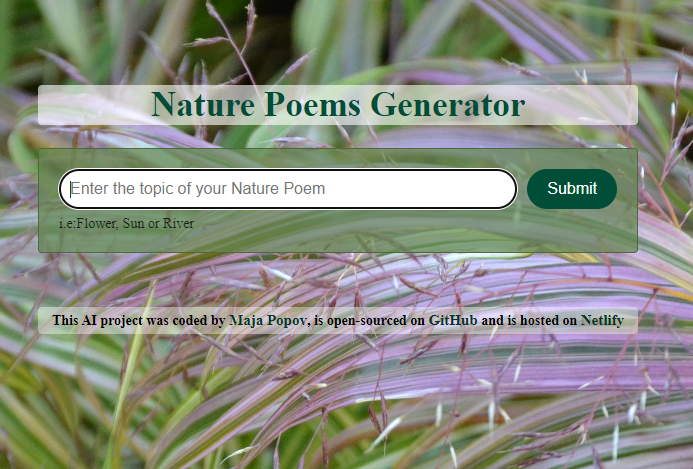 Nature Poems Generator
Enter the topic of your Nature Poem
Submit
i.e:Flower, Sun or River
This AI project was coded by Maja Popov, is open-sourced on GitHub and is hosted on Netlify